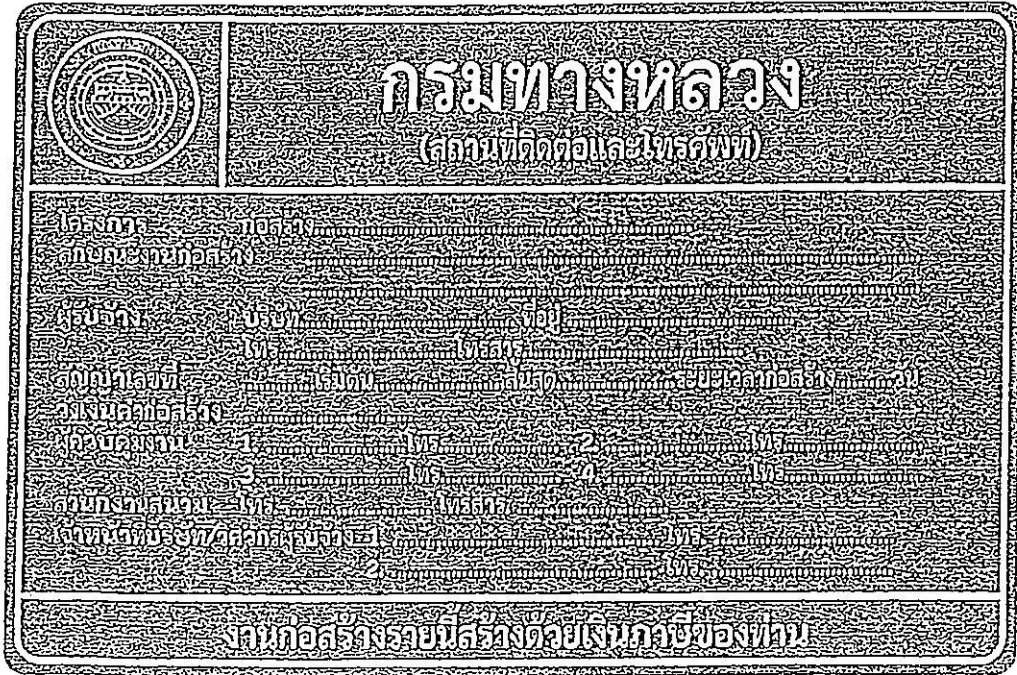 กรมทางหลวง
(สถานที่ติดต่อและโทรศัพท์)
โครงการ ก่อสร้าง
ลักษณะงานก่อสร้าง
ผู้รับจ้าง บริษัท ที่อยู่
โทร. โทรสาร
สัญญาเลขที่ เริ่มต้น สิ้นสุด ระยะเวลาก่อสร้าง วัน
วงเงินค่าก่อสร้าง
ผู้ควบคุมงาน 1 โทร. 2 โทร.
3 โทร. 4 โทร.
สำนักงานสนาม โทร. โทรสาร
เจ้าหน้าที่บริษัท/วิศวกรผู้รับจ้าง 1 โทร.
2 โทร.
งานก่อสร้างรายนี้สร้างด้วยเงินภาษีของท่าน